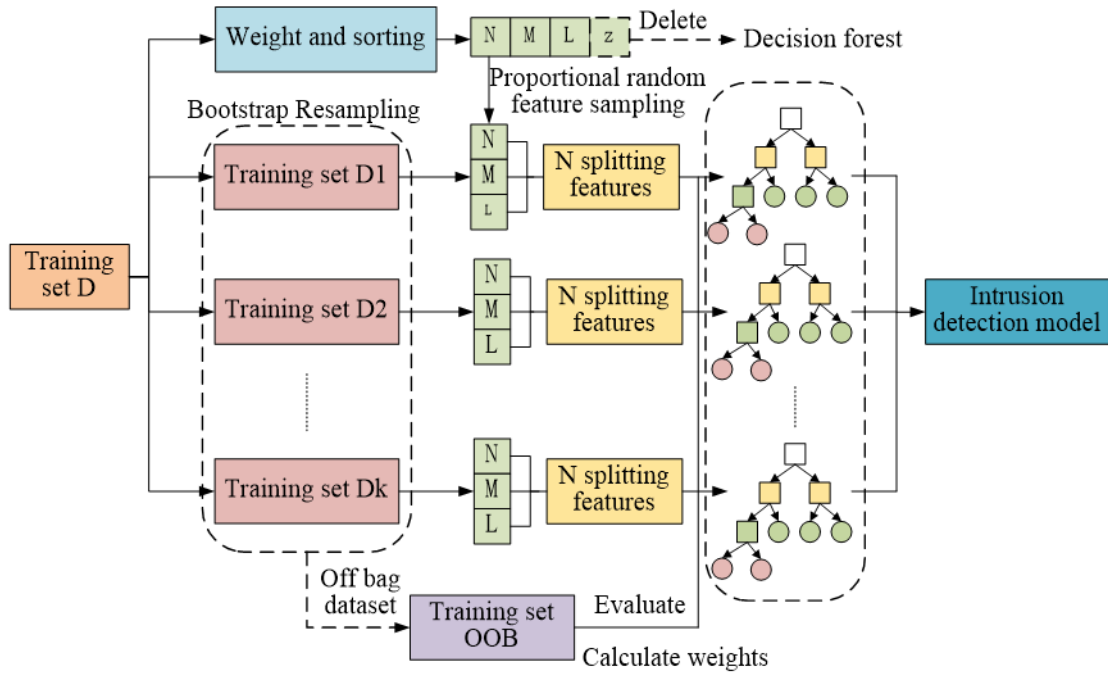 Weight and sorting
N M L z
Delete
Decision forest
Proportional random
feature sampling
Bootstrap Resampling
Training set D1
N
M
L
N splitting
features
Training
set D
Training set D2
N
M
L
N splitting
features
Intrusion
detection model
Training set Dk
N
M
L
N splitting
features
Off bag
dataset
Training set
OOB
Evaluate
Calculate weights